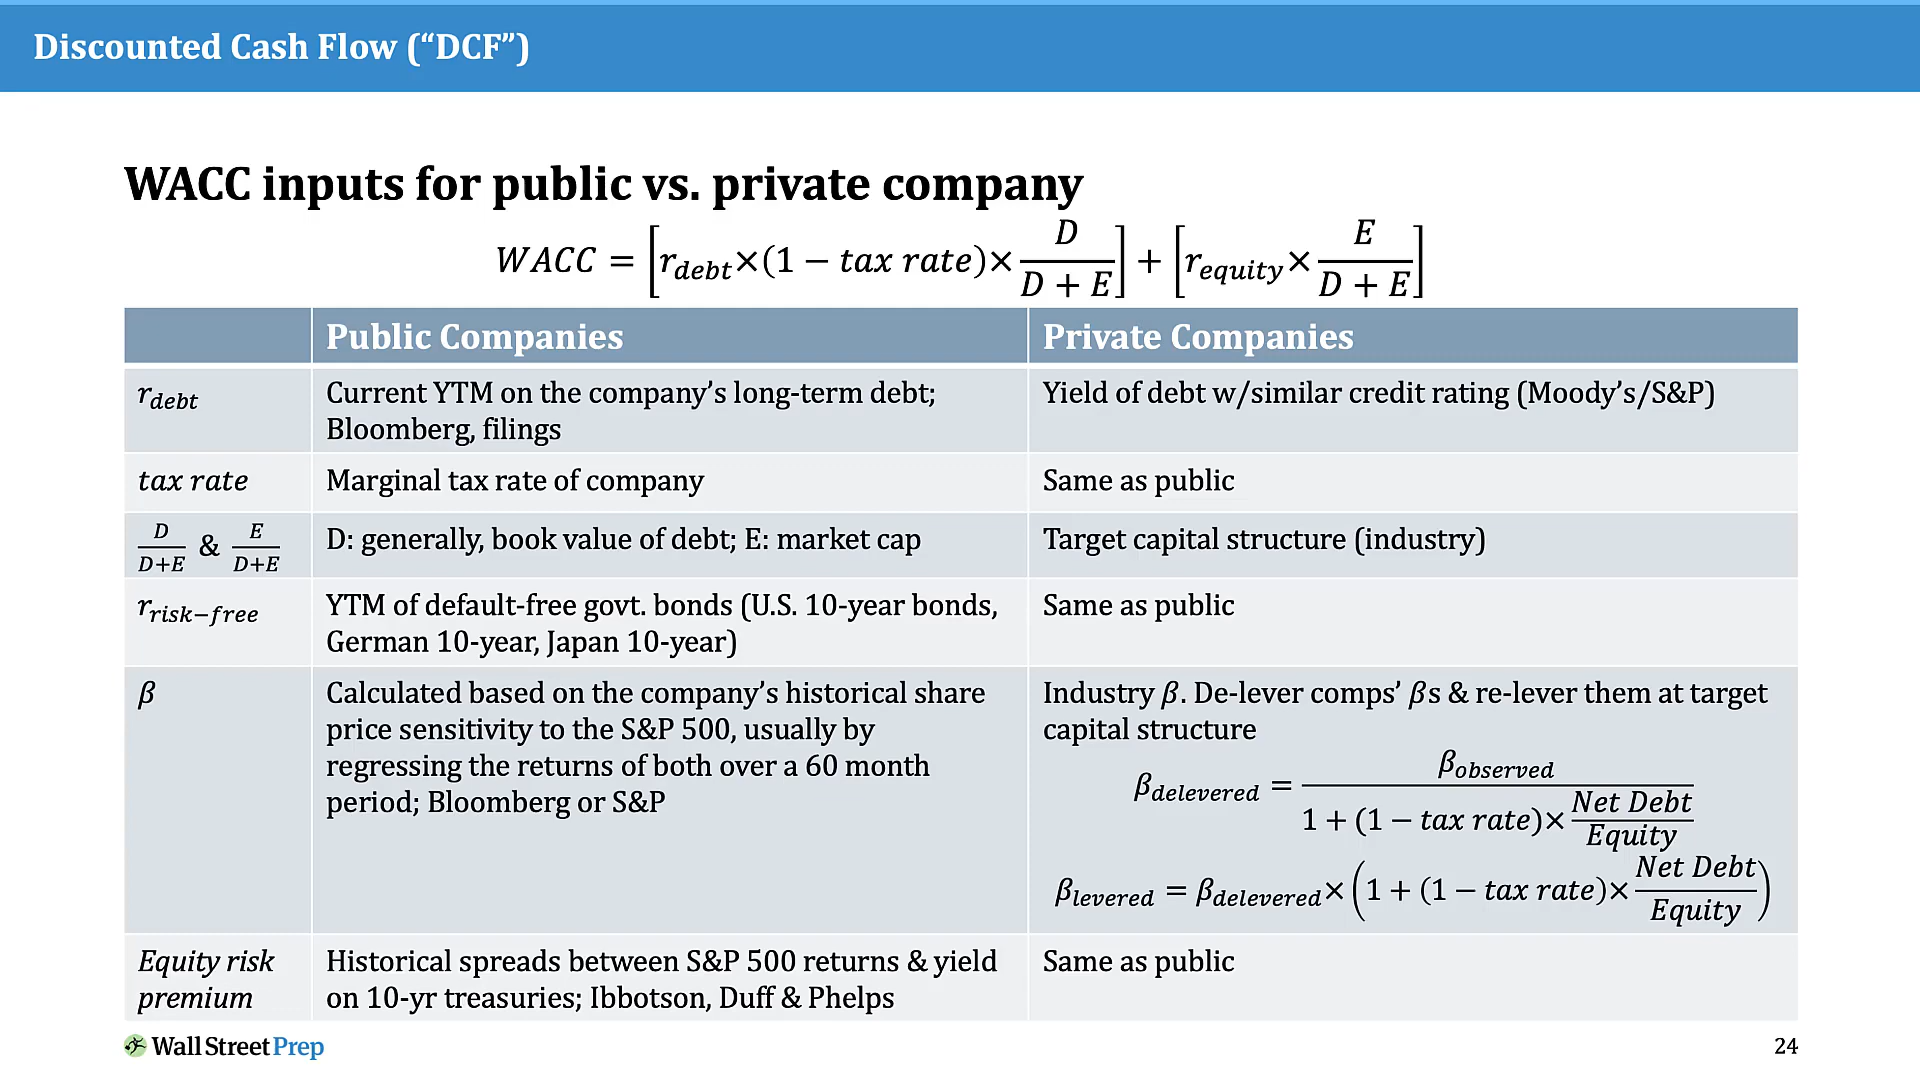 Discounted Cash Flow (“DCF”)
WACC inputs for public vs. private company
WACC = [r_debt×(1 − tax rate)× D/(D + E)] + [r_equity× E/(D + E)]
Public Companies
Private Companies
r_debt
Current YTM on the company’s long-term debt;
Bloomberg, filings
Yield of debt w/similar credit rating (Moody’s/S&P)
tax rate
Marginal tax rate of company
Same as public
D/(D+E) & E/(D+E)
D: generally, book value of debt; E: market cap
Target capital structure (industry)
r_risk−free
YTM of default-free govt. bonds (U.S. 10-year bonds,
German 10-year, Japan 10-year)
Same as public
β
Calculated based on the company’s historical share
price sensitivity to the S&P 500, usually by
regressing the returns of both over a 60 month
period; Bloomberg or S&P
Industry β. De-lever comps’ βs & re-lever them at target
capital structure
β_delevered = β_observed / (1 + (1 − tax rate)× Net Debt/Equity)
β_levered = β_delevered×(1 + (1 − tax rate)× Net Debt/Equity)
Equity risk
premium
Historical spreads between S&P 500 returns & yield
on 10-yr treasuries; Ibbotson, Duff & Phelps
Same as public
Wall Street Prep
24